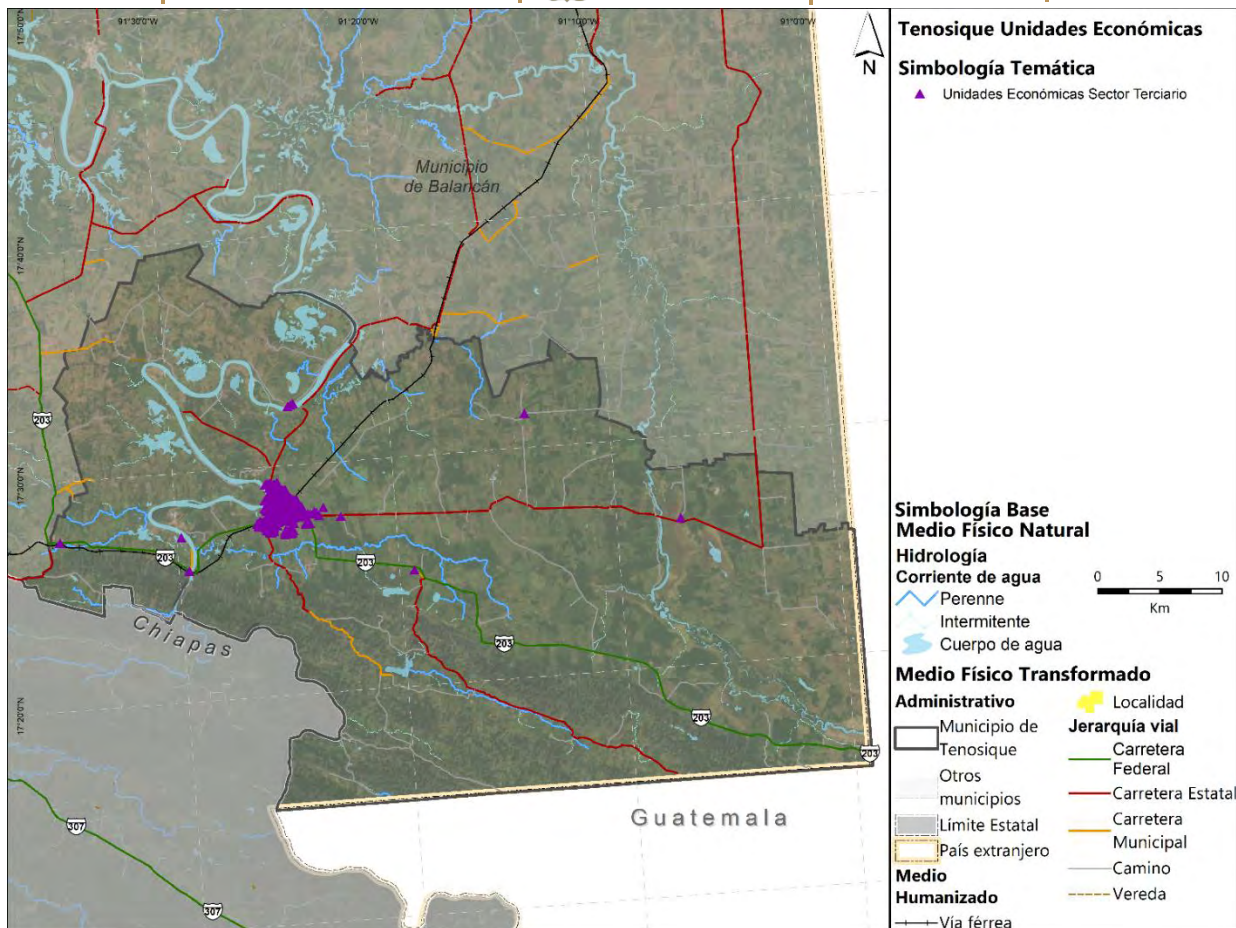 91°30'0"W
91°20'0"W
91°10'0"W
91°0'0"W
17°50'0"N
17°40'0"N
17°30'0"N
17°20'0"N
N
Municipio
de Balancán
203
203
203
203
203
203
Chiapas
Guatemala
307
307
Tenosique Unidades Económicas
Simbología Temática
Unidades Económicas Sector Terciario
Simbología Base
Medio Físico Natural
Hidrología
Corriente de agua
Perenne
Intermitente
Cuerpo de agua
0 5 10
Km
Medio Físico Transformado
Administrativo
Municipio de
Tenosique
Otros
municipios
Límite Estatal
País extranjero
Medio
Humanizado
Vía férrea
Localidad
Jerarquía vial
Carretera
Federal
Carretera Estatal
Carretera
Municipal
Camino
Vereda